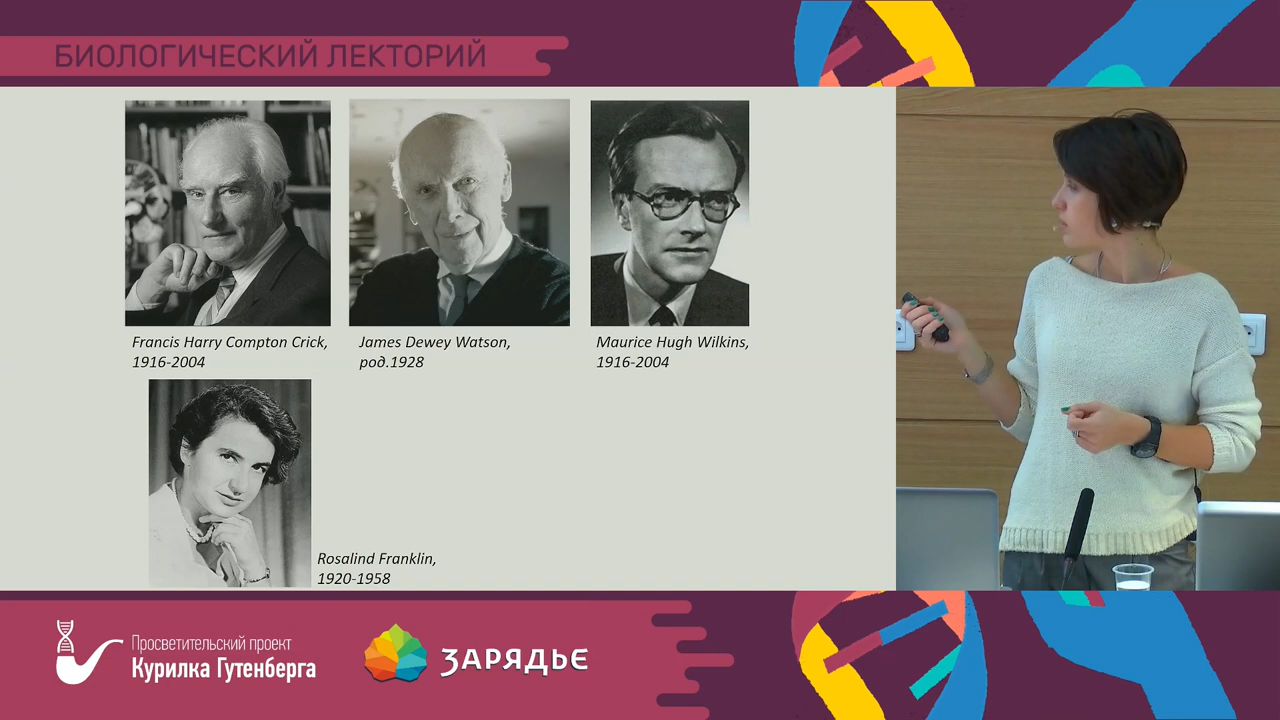 БИОЛОГИЧЕСКИЙ ЛЕКТОРИЙ
Francis Harry Compton Crick,
1916-2004
James Dewey Watson,
род.1928
Maurice Hugh Wilkins,
1916-2004
Rosalind Franklin,
1920-1958
Просветительский проект
Курилка Гутенберга
ЗАРЯДЬЕ